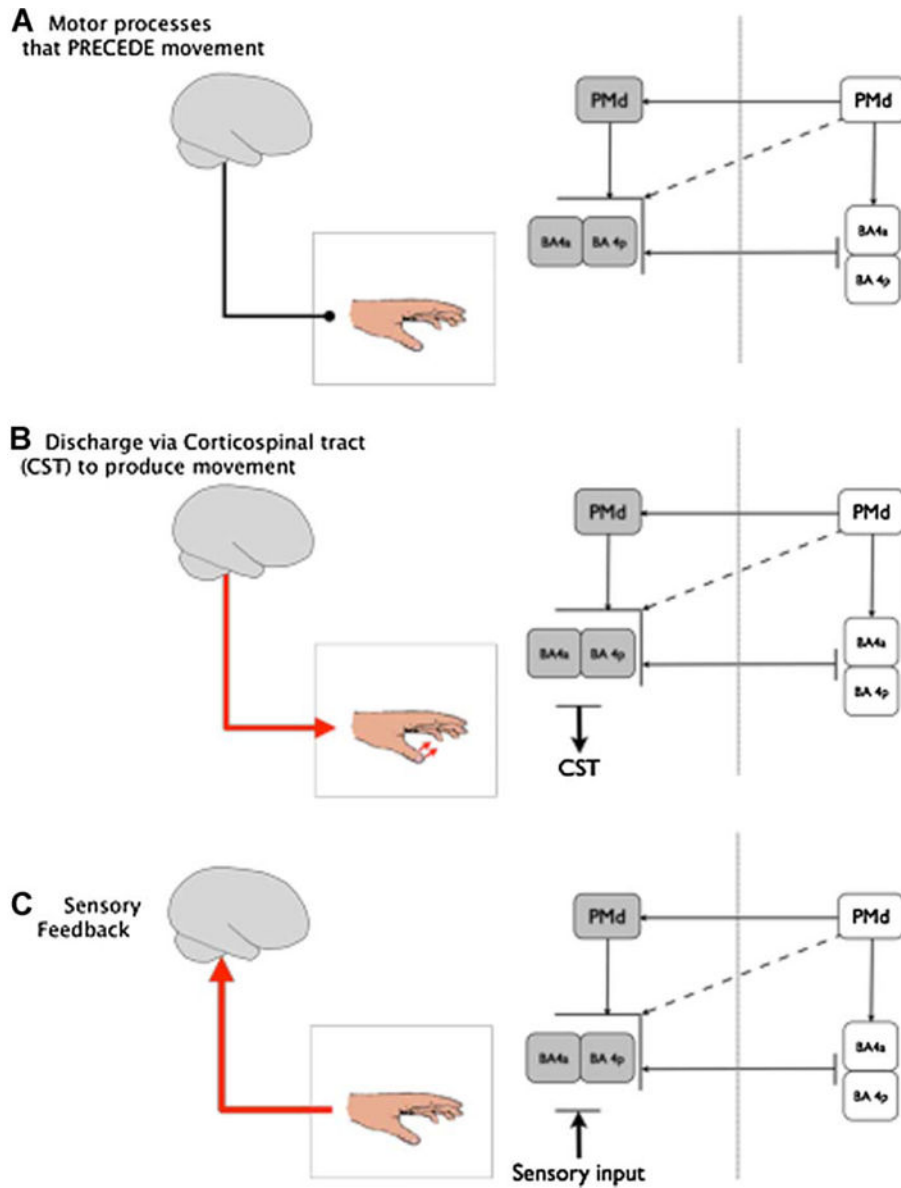 A Motor processes
that PRECEDE movement
PMd
PMd
BA4a
BA 4p
BA4a
BA 4p
B Discharge via Corticospinal tract
(CST) to produce movement
PMd
PMd
BA4a
BA 4p
BA4a
BA 4p
CST
C Sensory
Feedback
PMd
PMd
BA4a
BA 4p
BA4a
BA 4p
Sensory input